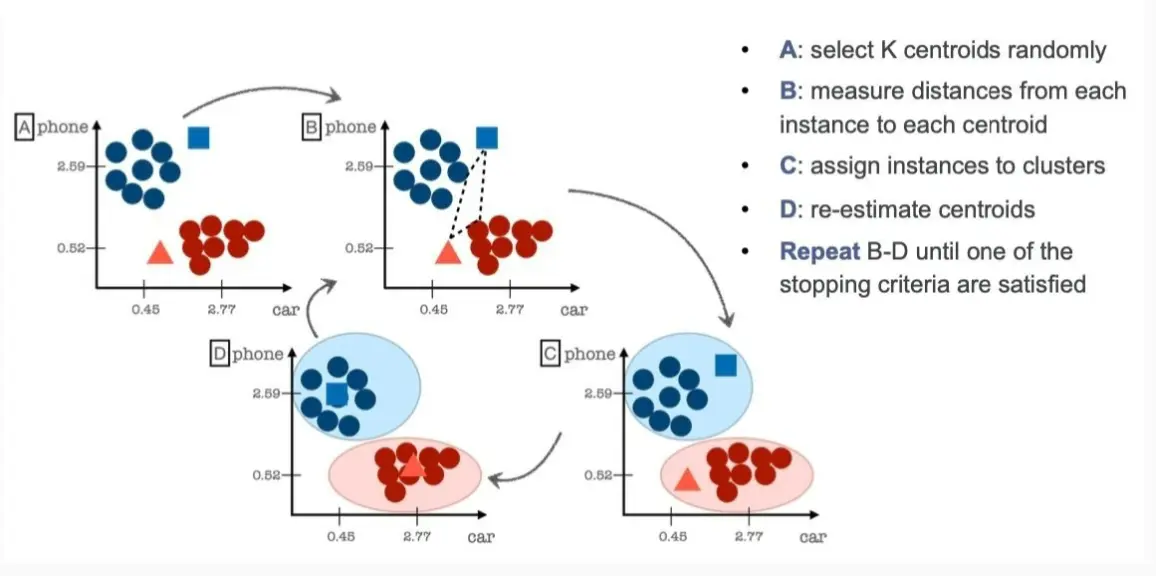 • A: select K centroids randomly
• B: measure distances from each
instance to each centroid
• C: assign instances to clusters
• D: re-estimate centroids
• Repeat B-D until one of the
stopping criteria are satisfied
A phone
2.59
0.52
0.45 2.77 car
B phone
2.59
0.52
0.45 2.77 car
D phone
2.59
0.52
0.45 2.77 car
C phone
2.59
0.52
0.45 2.77 car